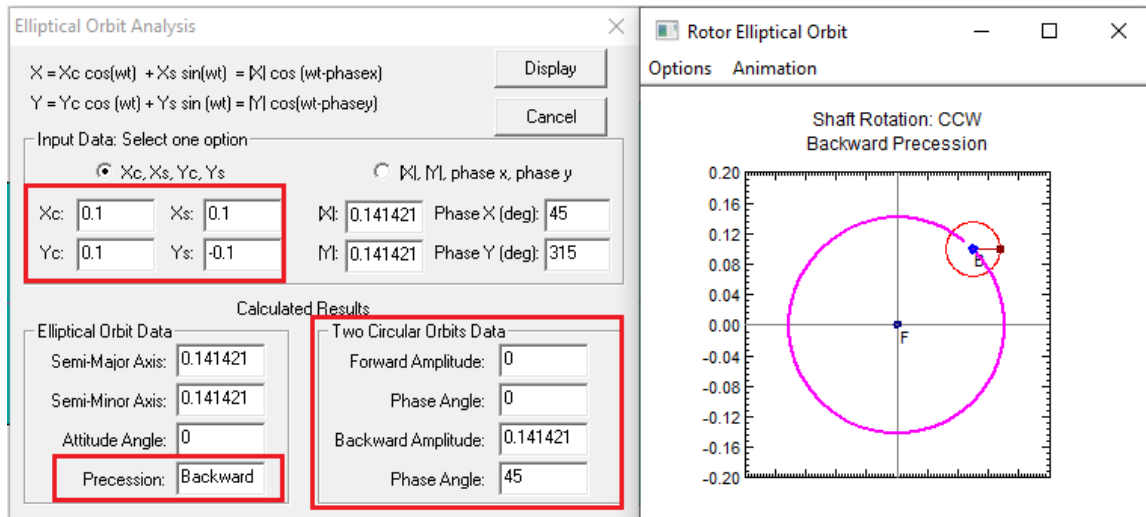 Elliptical Orbit Analysis
X = Xc cos(wt) + Xs sin(wt) = |X| cos (wt-phasex)
Y = Yc cos (wt) + Ys sin (wt) = |Y| cos(wt-phasey)
Display
Cancel
Input Data: Select one option
Xc, Xs, Yc, Ys
|X|, |Y|, phase x, phase y
Xc: 0.1 Xs: 0.1
|X|: 0.141421 Phase X (deg): 45
Yc: 0.1 Ys: -0.1
|Y|: 0.141421 Phase Y (deg): 315
Calculated Results
Elliptical Orbit Data
Semi-Major Axis: 0.141421
Semi-Minor Axis: 0.141421
Attitude Angle: 0
Precession: Backward
Two Circular Orbits Data
Forward Amplitude: 0
Phase Angle: 0
Backward Amplitude: 0.141421
Phase Angle: 45
Rotor Elliptical Orbit
Options Animation
Shaft Rotation: CCW
Backward Precession
0.20
0.16
0.12
0.08
0.04
0.00
-0.04
-0.08
-0.12
-0.16
-0.20
B
F